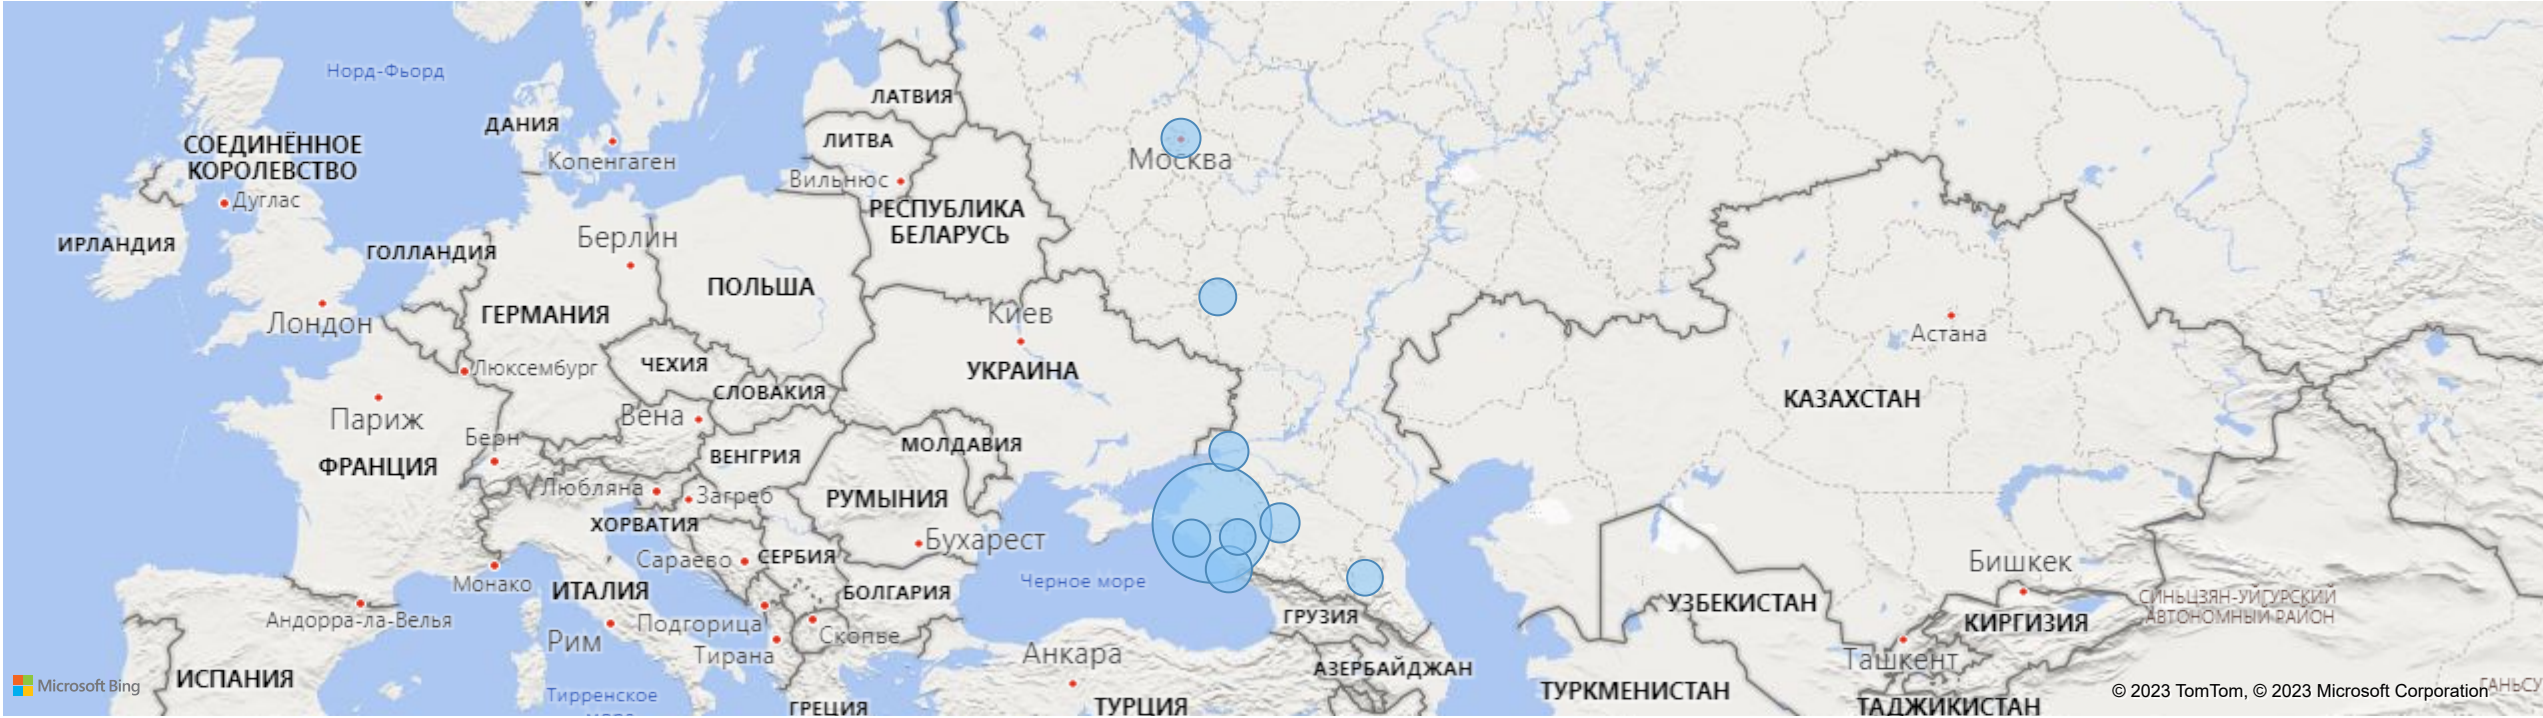 Норд-Фьорд
ЛАТВИЯ
ДАНИЯ
СОЕДИНЁННОЕ
КОРОЛЕВСТВО
ЛИТВА
Копенгаген
Москва
Вильнюс
Дуглас
РЕСПУБЛИКА
БЕЛАРУСЬ
ИРЛАНДИЯ
ГОЛЛАНДИЯ
Берлин
ПОЛЬША
ГЕРМАНИЯ
Лондон
Киев
Астана
Люксембург
ЧЕХИЯ
УКРАИНА
СЛОВАКИЯ
КАЗАХСТАН
Париж
Вена
Берн
МОЛДАВИЯ
ФРАНЦИЯ
ВЕНГРИЯ
Любляна
Загреб
РУМЫНИЯ
ХОРВАТИЯ
Бухарест
Сараево
СЕРБИЯ
Бишкек
Монако
ИТАЛИЯ
Черное море
БОЛГАРИЯ
СИНЬЦЗЯН-УЙГУРСКИЙ
АВТОНОМНЫЙ РАЙОН
УЗБЕКИСТАН
Андорра-ла-Велья
Подгорица
ГРУЗИЯ
КИРГИЗИЯ
Рим
Скопье
Тирана
Анкара
АЗЕРБАЙДЖАН
Ташкент
ИСПАНИЯ
Microsoft Bing
Тирренское
море
ГРЕЦИЯ
ТУРЦИЯ
ТУРКМЕНИСТАН
ТАДЖИКИСТАН
ГАНЬСУ
© 2023 TomTom, © 2023 Microsoft Corporation